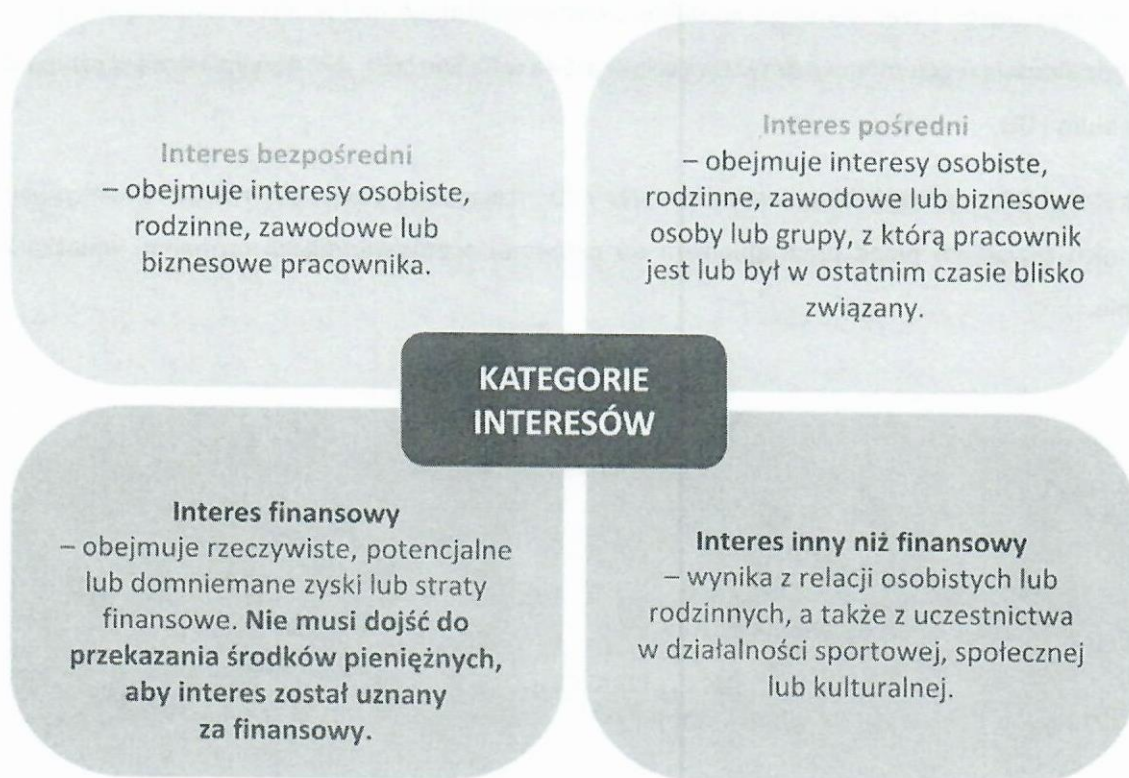 Interes bezpośredni
– obejmuje interesy osobiste,
rodzinne, zawodowe lub
biznesowe pracownika.
Interes pośredni
– obejmuje interesy osobiste,
rodzinne, zawodowe lub biznesowe
osoby lub grupy, z którą pracownik
jest lub był w ostatnim czasie blisko
związany.
KATEGORIE
INTERESÓW
Interes finansowy
– obejmuje rzeczywiste, potencjalne
lub domniemane zyski lub straty
finansowe. Nie musi dojść do
przekazania środków pieniężnych,
aby interes został uznany
za finansowy.
Interes inny niż finansowy
– wynika z relacji osobistych lub
rodzinnych, a także z uczestnictwa
w działalności sportowej, społecznej
lub kulturalnej.